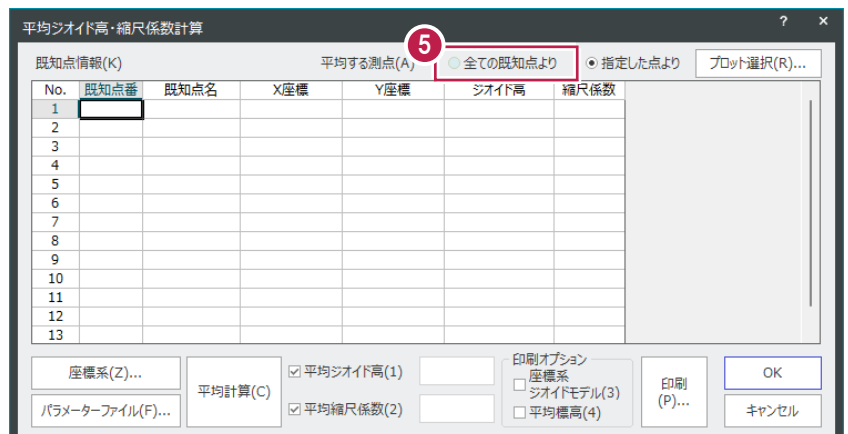 平均ジオイド高・縮尺係数計算 ? ×
5
既知点情報(K) 平均する測点(A) 全ての既知点より 指定した点より プロット選択(R)...
No. 既知点番 既知点名 X座標 Y座標 ジオイド高 縮尺係数
1
2
3
4
5
6
7
8
9
10
11
12
13
座標系(Z)...
パラメーターファイル(F)...
平均計算(C)
平均ジオイド高(1)
平均縮尺係数(2)
印刷オプション
座標系
ジオイドモデル(3)
平均標高(4)
印刷
(P)...
OK
キャンセル